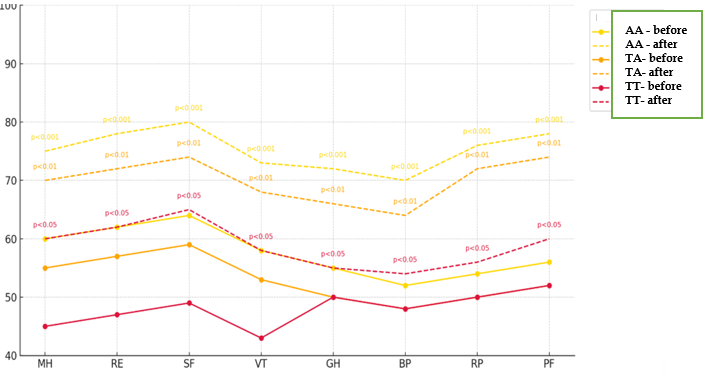 100
AA - before
AA - after
TA- before
TA- after
TT- before
TT- after
90
80
70
60
50
40
p<0.001 p<0.001 p<0.001 p<0.001 p<0.001 p<0.001 p<0.001 p<0.001
p<0.01 p<0.01 p<0.01 p<0.01 p<0.01 p<0.01 p<0.01 p<0.01
p<0.05 p<0.05 p<0.05 p<0.05 p<0.05 p<0.05 p<0.05 p<0.05
MH RE SF VT GH BP RP PF